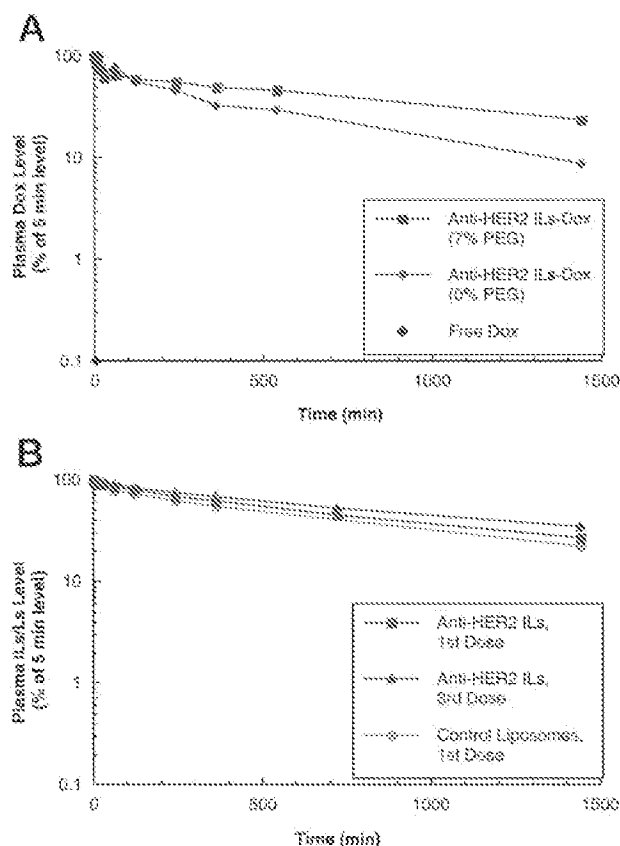 A
100
10
1
0.1
Plasma Dox Level
(% of 5 min level)
Anti-HER2 ILs-Dox
(7% PEG)
Anti-HER2 ILs-Dox
(0% PEG)
Free Dox
0
500
1000
1500
Time (min)
B
100
10
1
0.1
Plasma ILs/Ls Level
(% of 5 min level)
Anti-HER2 ILs,
1st Dose
Anti-HER2 ILs,
3rd Dose
Control Liposomes,
1st Dose
0
500
1000
1500
Time (min)